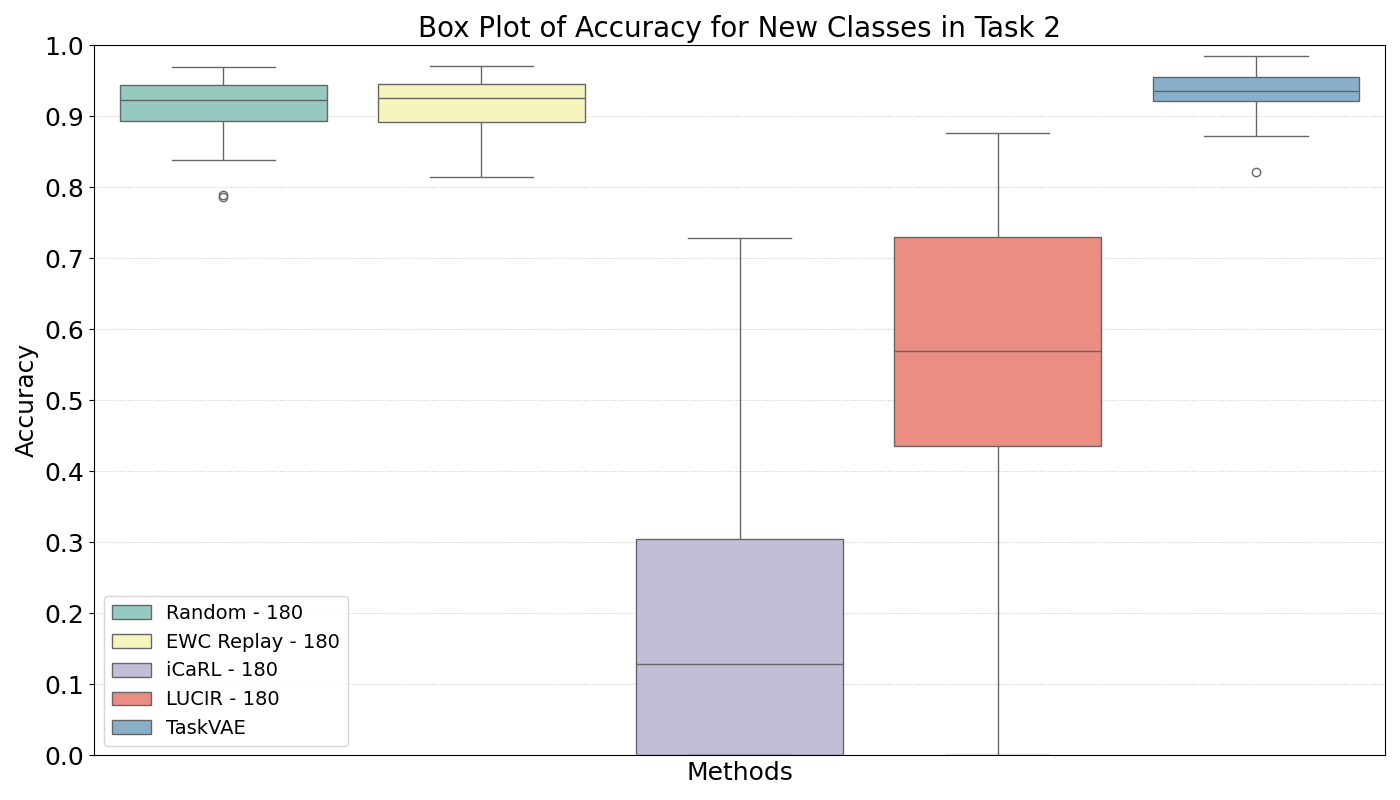 Box Plot of Accuracy for New Classes in Task 2
1.0
0.9
0.8
0.7
0.6
0.5
0.4
0.3
0.2
0.1
0.0
Accuracy
Random - 180
EWC Replay - 180
iCaRL - 180
LUCIR - 180
TaskVAE
Methods